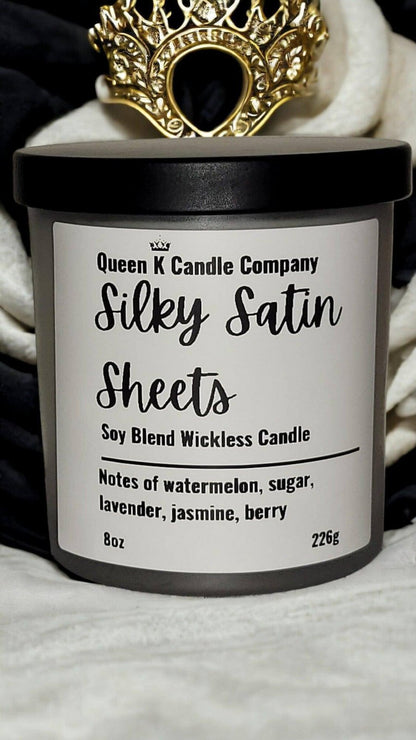 Queen K Candle Company
Silky Satin
Sheets
Soy Blend Wickless Candle
Notes of watermelon, sugar,
lavender, jasmine, berry
8oz 226g